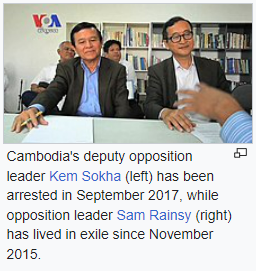 VOA
Cambodia's deputy opposition
leader Kem Sokha (left) has been
arrested in September 2017, while
opposition leader Sam Rainsy (right)
has lived in exile since November
2015.